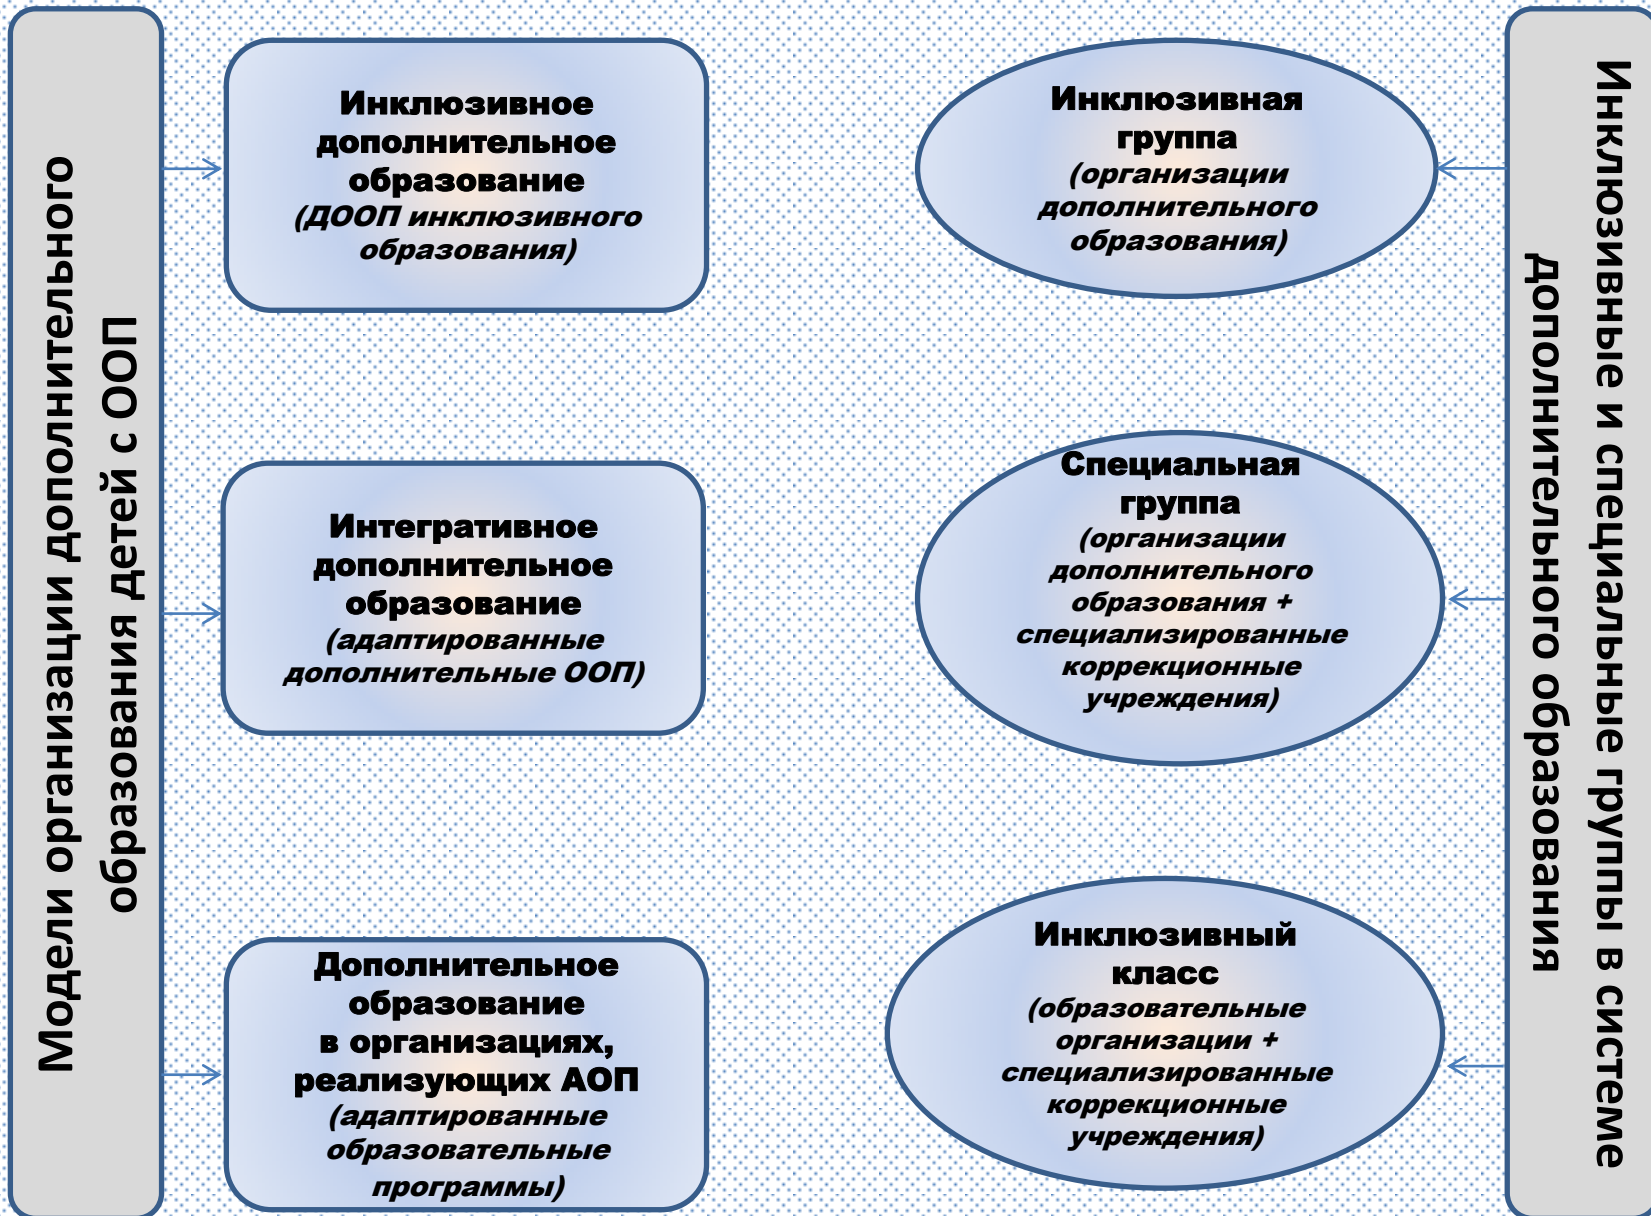 Модели организации дополнительного
образования детей с ООП
Инклюзивное
дополнительное
образование
(ДООП инклюзивного
образования)
Интегративное
дополнительное
образование
(адаптированные
дополнительные ООП)
Дополнительное
образование
в организациях,
реализующих АОП
(адаптированные
образовательные
программы)
Инклюзивная
группа
(организации
дополнительного
образования)
Специальная
группа
(организации
дополнительного
образования +
специализированные
коррекционные
учреждения)
Инклюзивный
класс
(образовательные
организации +
специализированные
коррекционные
учреждения)
Инклюзивные и специальные группы в системе
дополнительного образования